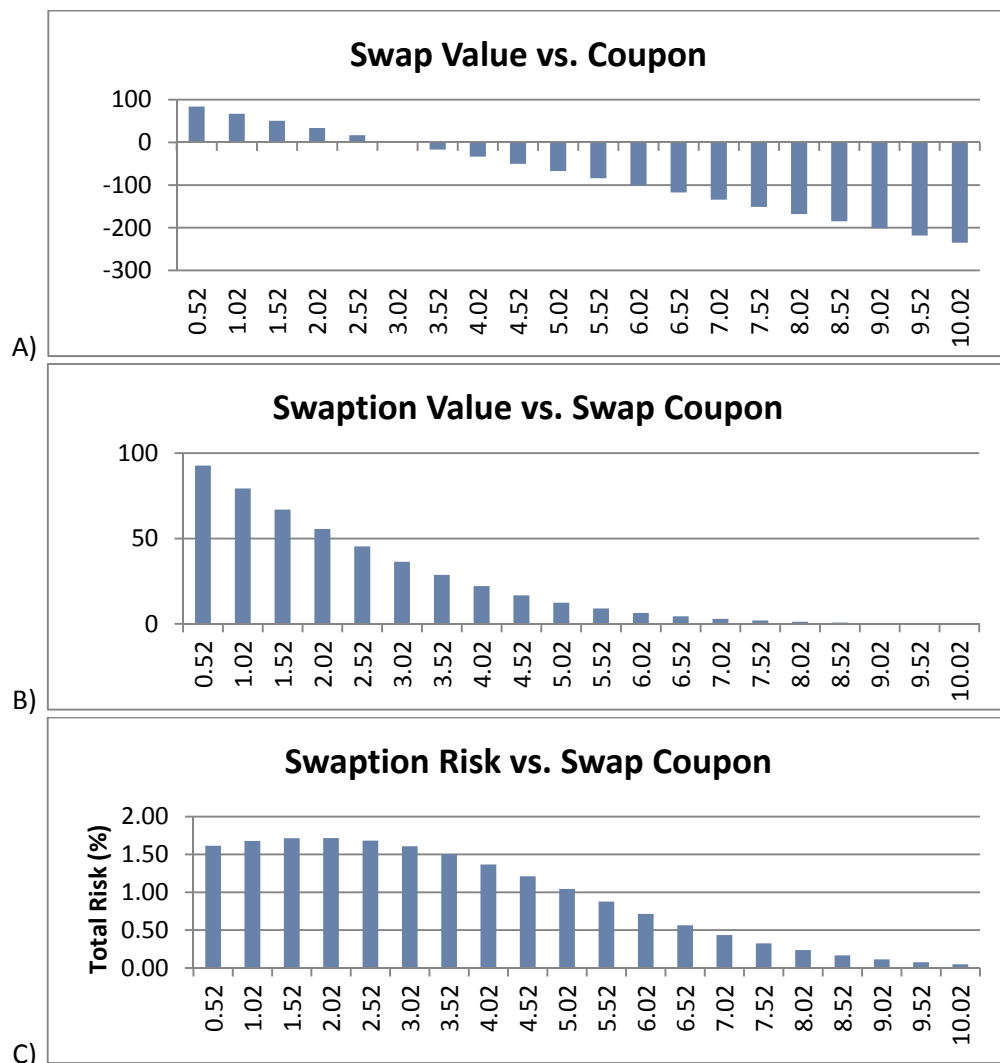 Swap Value vs. Coupon
100
0
-100
-200
-300
0.52 1.02 1.52 2.02 2.52 3.02 3.52 4.02 4.52 5.02 5.52 6.02 6.52 7.02 7.52 8.02 8.52 9.02 9.52 10.02
A)
Swaption Value vs. Swap Coupon
100
50
0
0.52 1.02 1.52 2.02 2.52 3.02 3.52 4.02 4.52 5.02 5.52 6.02 6.52 7.02 7.52 8.02 8.52 9.02 9.52 10.02
B)
Swaption Risk vs. Swap Coupon
Total Risk (%)
2.00
1.50
1.00
0.50
0.00
0.52 1.02 1.52 2.02 2.52 3.02 3.52 4.02 4.52 5.02 5.52 6.02 6.52 7.02 7.52 8.02 8.52 9.02 9.52 10.02
C)